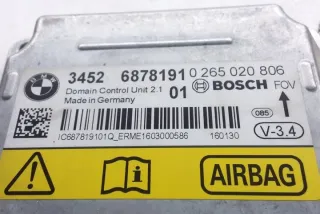 3452 6878191 0 265 020 806
Domain Control Unit 2.1 01 BOSCH FOV
Made in Germany
085
V-3.4
IC687819101Q_ERME1603000586 160130
AIRBAG